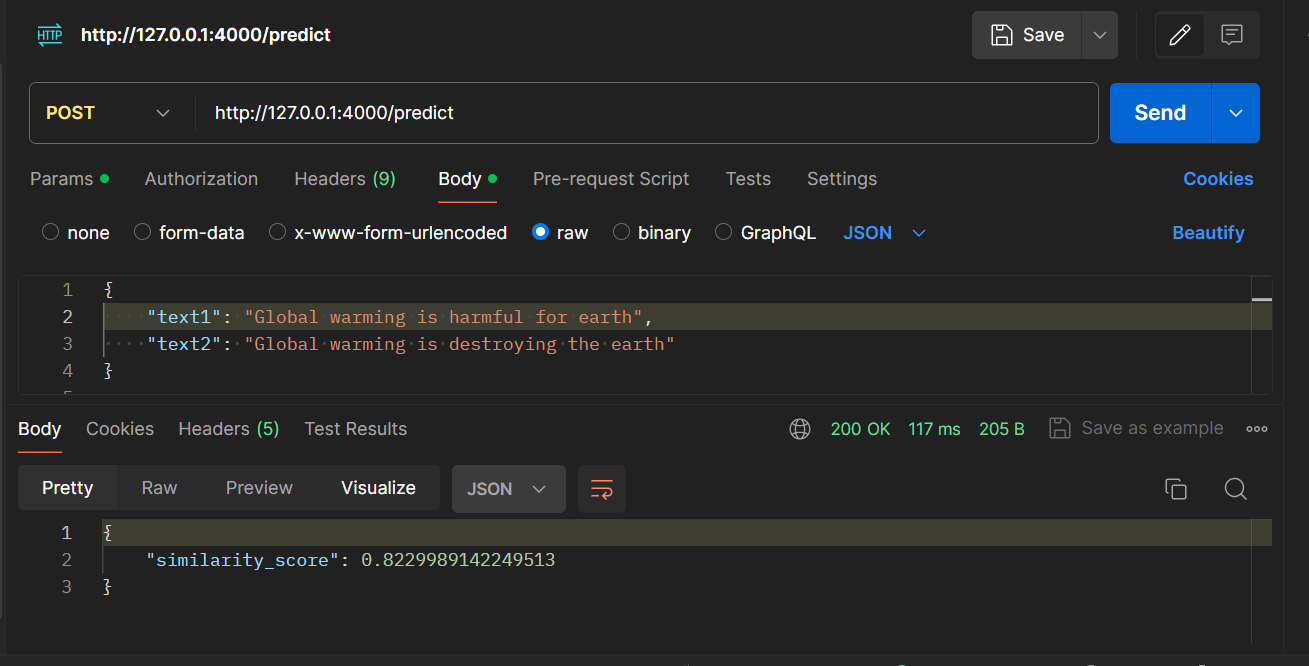 HTTP http://127.0.0.1:4000/predict Save
POST http://127.0.0.1:4000/predict Send
Params Authorization Headers (9) Body Pre-request Script Tests Settings Cookies
none form-data x-www-form-urlencoded raw binary GraphQL JSON Beautify
1 {
2 "text1": "Global warming is harmful for earth",
3 "text2": "Global warming is destroying the earth"
4 }
Body Cookies Headers (5) Test Results 200 OK 117 ms 205 B Save as example
Pretty Raw Preview Visualize JSON
1 {
2 "similarity_score": 0.8229989142249513
3 }